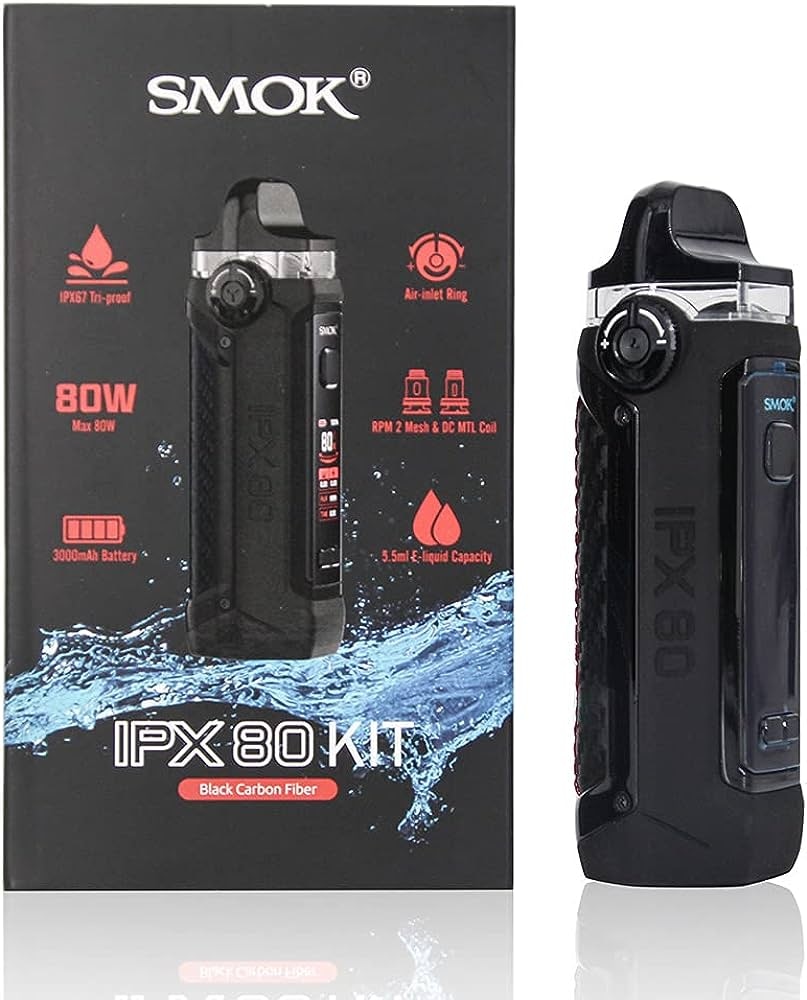 SMOK®
IPX67 Tri-proof
Air-inlet Ring
SMOK
80W
Max 80W
RPM 2 Mesh & DC MTL Coil
IPX 80
80
3000mAh Battery
5.5ml E-liquid Capacity
IPX 80 KIT
Black Carbon Fiber
SMOK
IPX 80